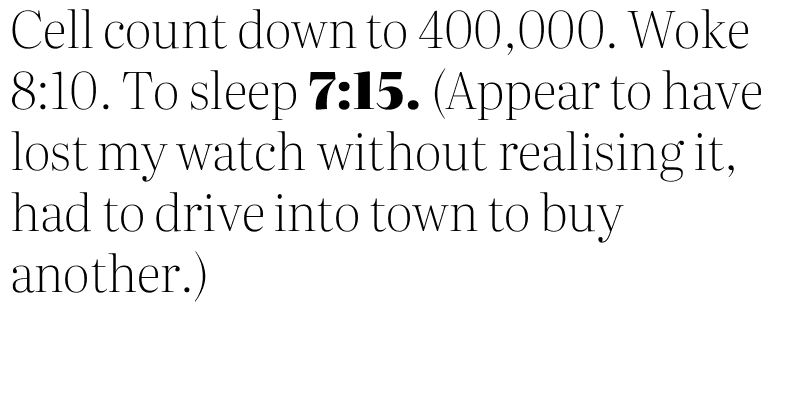 Cell count down to 400,000. Woke
8:10. To sleep 7:15. (Appear to have
lost my watch without realising it,
had to drive into town to buy
another.)